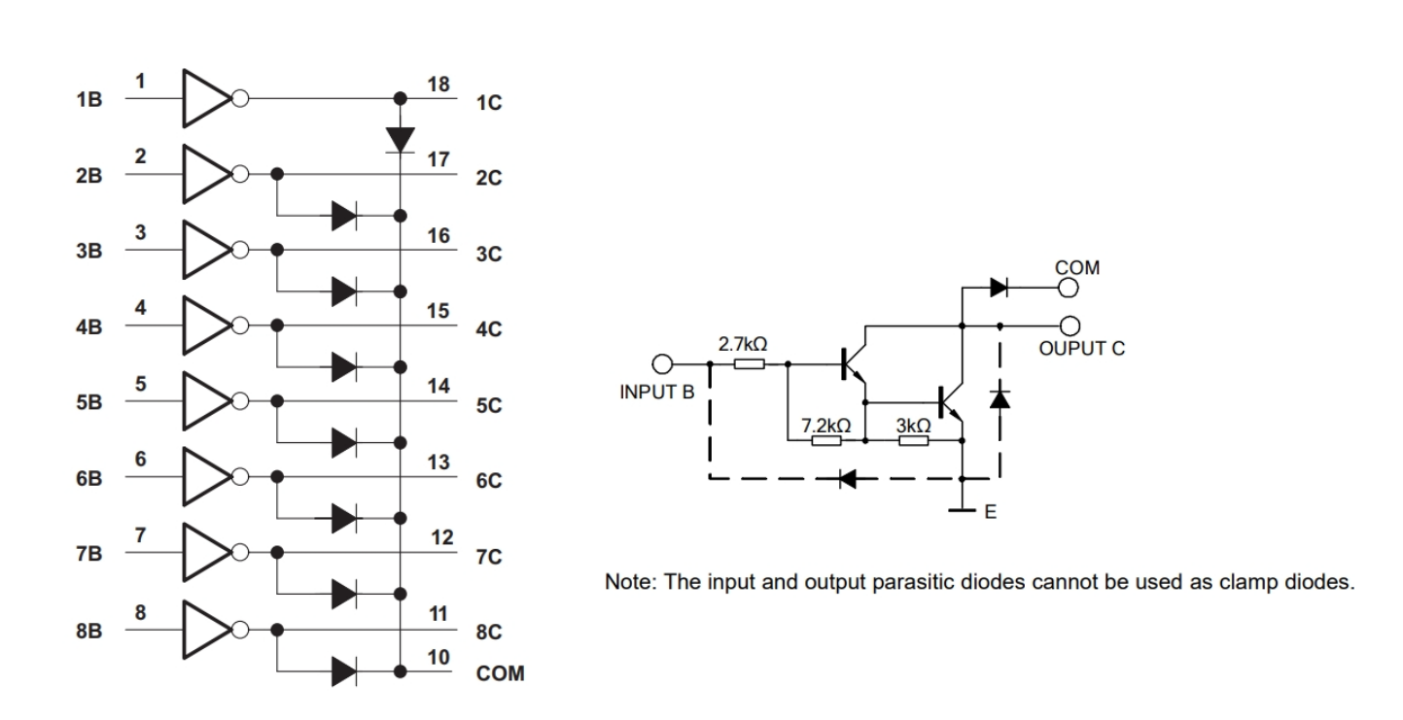 1B 1 18 1C
2B 2 17 2C
3B 3 16 3C
4B 4 15 4C
5B 5 14 5C
6B 6 13 6C
7B 7 12 7C
8B 8 11 8C
10 COM
COM
OUPUT C
2.7kΩ
INPUT B
7.2kΩ 3kΩ
E
Note: The input and output parasitic diodes cannot be used as clamp diodes.